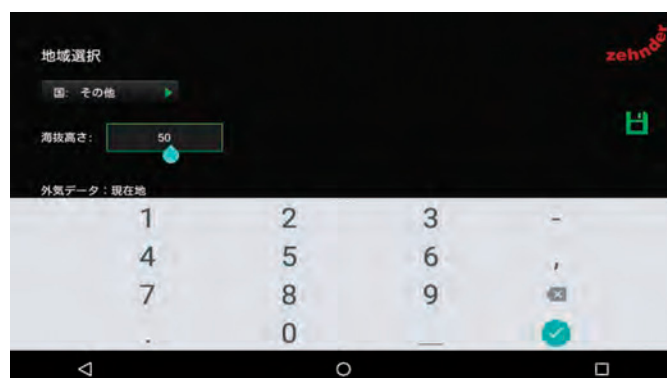 地域選択
zehnder
国: その他
海抜高さ: 50
外気データ：現在地
1 2 3 -
4 5 6 ,
7 8 9
. 0 _